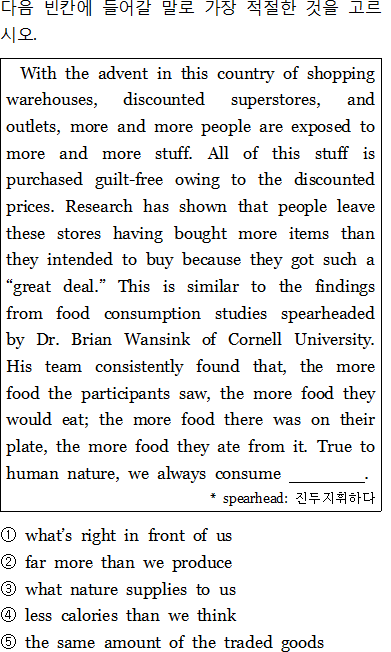 다음 빈칸에 들어갈 말로 가장 적절한 것을 고르
시오.
With the advent in this country of shopping
warehouses, discounted superstores, and
outlets, more and more people are exposed to
more and more stuff. All of this stuff is
purchased guilt-free owing to the discounted
prices. Research has shown that people leave
these stores having bought more items than
they intended to buy because they got such a
“great deal.” This is similar to the findings
from food consumption studies spearheaded
by Dr. Brian Wansink of Cornell University.
His team consistently found that, the more
food the participants saw, the more food they
would eat; the more food there was on their
plate, the more food they ate from it. True to
human nature, we always consume ________.
* spearhead: 진두지휘하다
① what’s right in front of us
② far more than we produce
③ what nature supplies to us
④ less calories than we think
⑤ the same amount of the traded goods